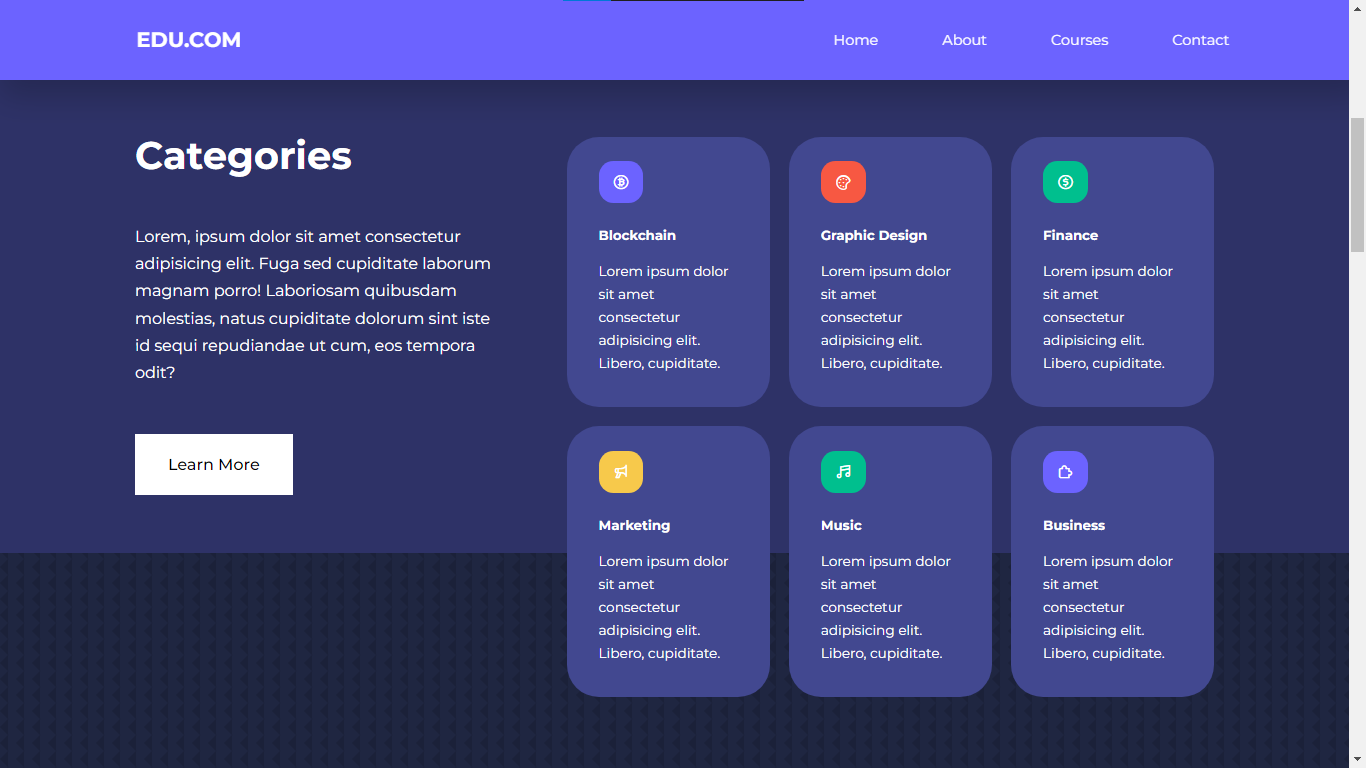 EDU.COM
Home
About
Courses
Contact
Categories
Lorem, ipsum dolor sit amet consectetur
adipisicing elit. Fuga sed cupiditate laborum
magnam porro! Laboriosam quibusdam
molestias, natus cupiditate dolorum sint iste
id sequi repudiandae ut cum, eos tempora
odit?
Learn More
Blockchain
Lorem ipsum dolor
sit amet
consectetur
adipisicing elit.
Libero, cupiditate.
Graphic Design
Lorem ipsum dolor
sit amet
consectetur
adipisicing elit.
Libero, cupiditate.
Finance
Lorem ipsum dolor
sit amet
consectetur
adipisicing elit.
Libero, cupiditate.
Marketing
Lorem ipsum dolor
sit amet
consectetur
adipisicing elit.
Libero, cupiditate.
Music
Lorem ipsum dolor
sit amet
consectetur
adipisicing elit.
Libero, cupiditate.
Business
Lorem ipsum dolor
sit amet
consectetur
adipisicing elit.
Libero, cupiditate.